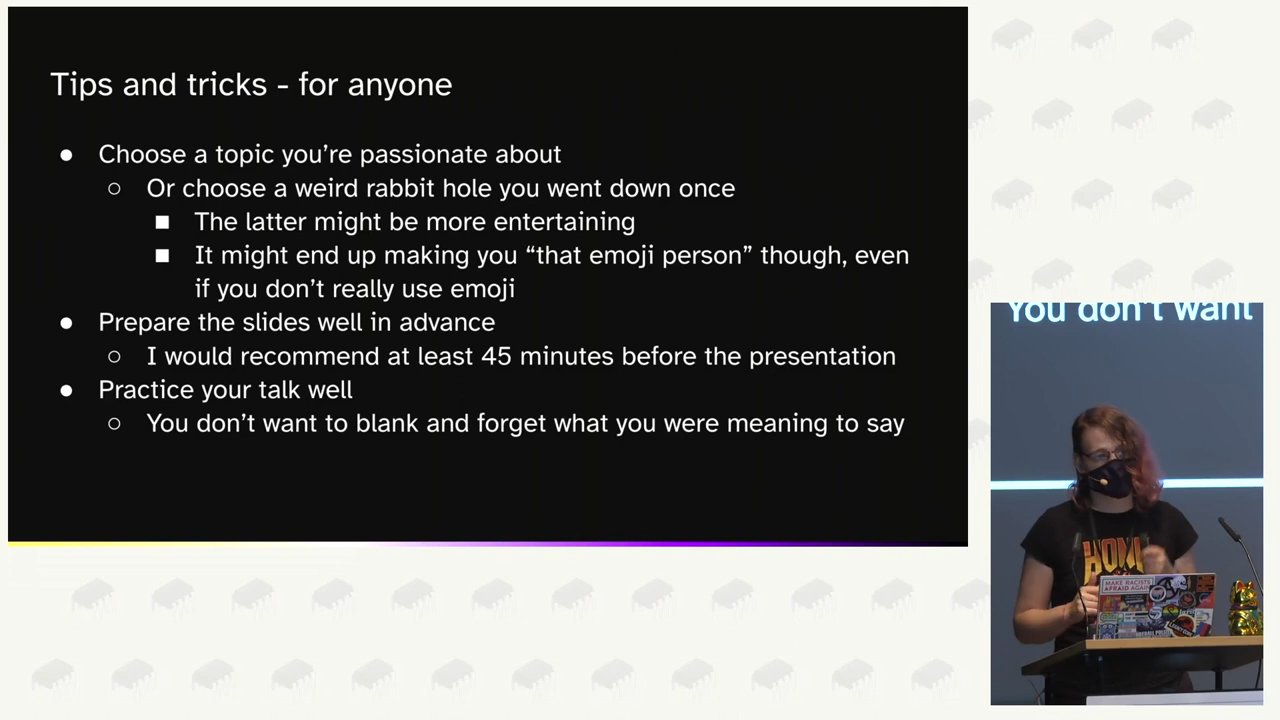 Tips and tricks - for anyone
● Choose a topic you’re passionate about
○ Or choose a weird rabbit hole you went down once
■ The latter might be more entertaining
■ It might end up making you “that emoji person” though, even
if you don’t really use emoji
● Prepare the slides well in advance
○ I would recommend at least 45 minutes before the presentation
● Practice your talk well
○ You don’t want to blank and forget what you were meaning to say
You don't want
MAKE RACISTS
AFRAID AGAIN